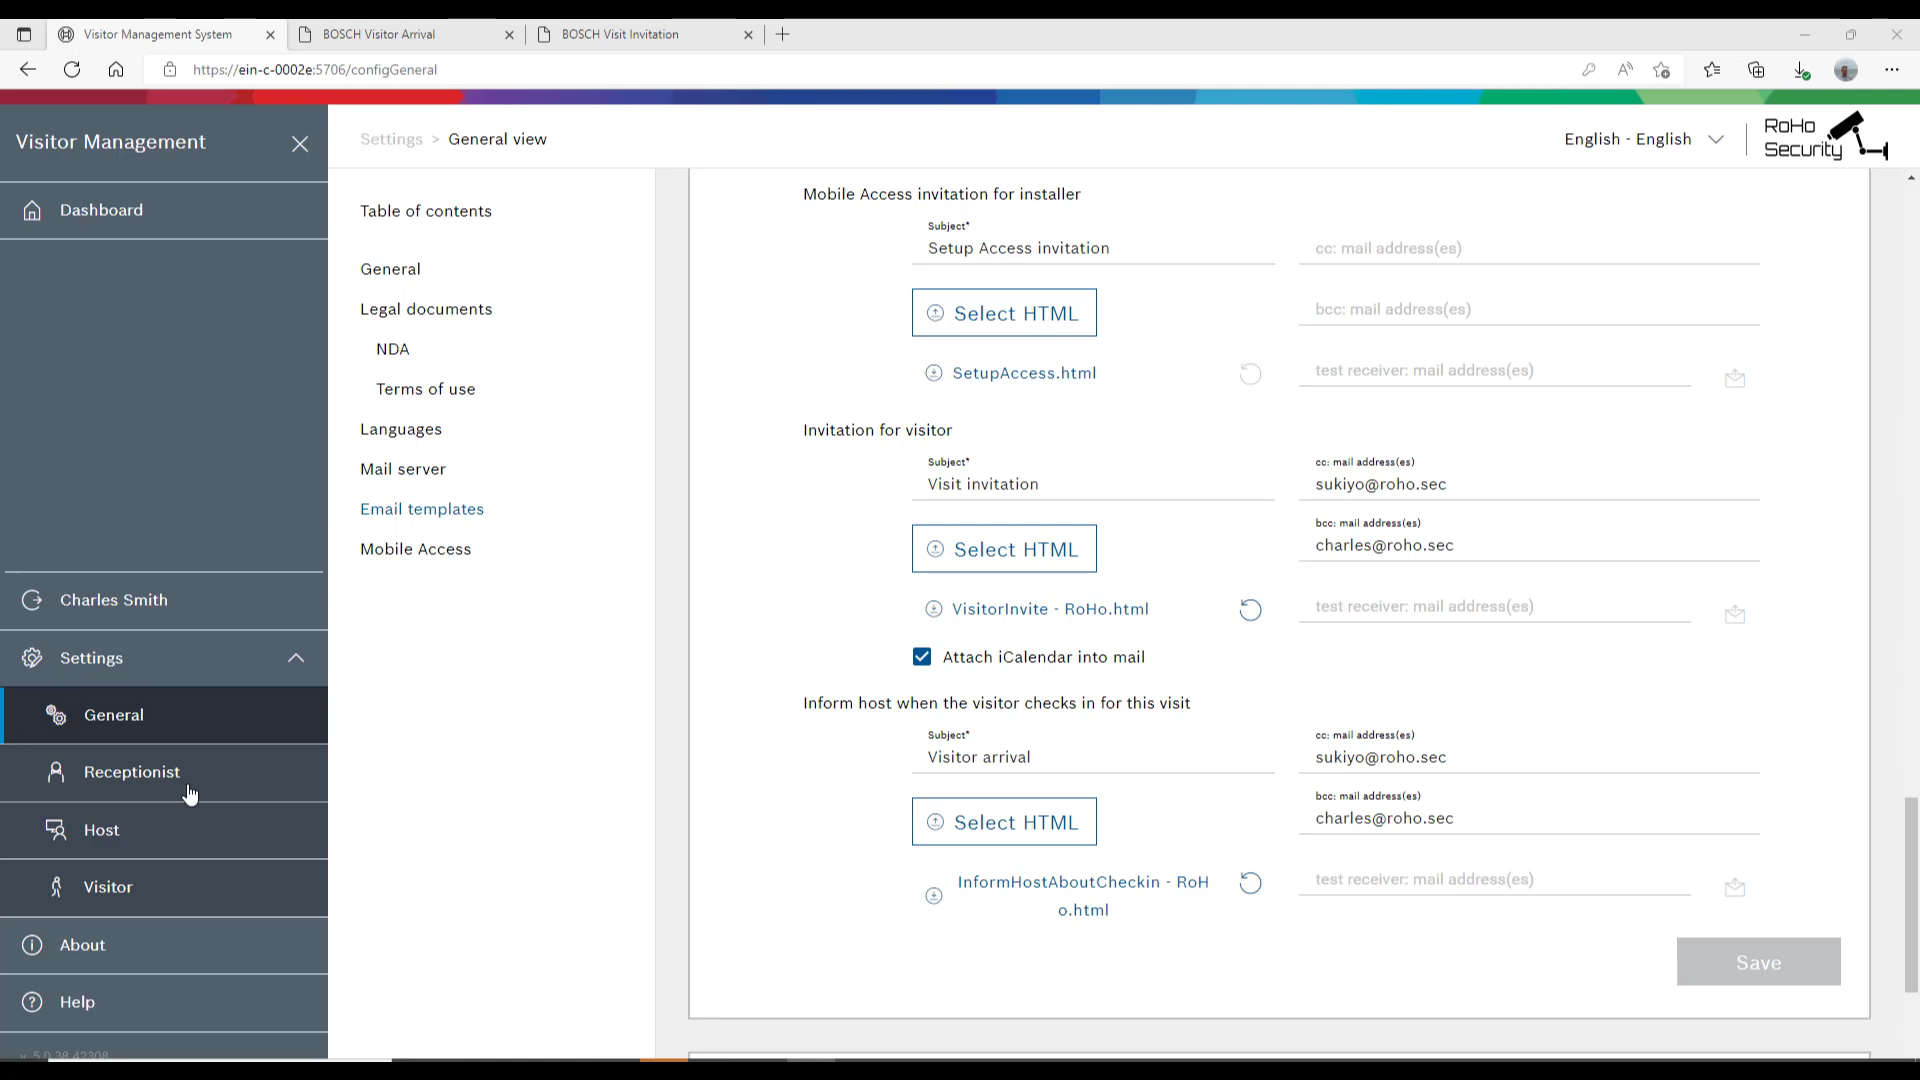 Visitor Management System
BOSCH Visitor Arrival
BOSCH Visit Invitation
https://ein-c-0002e:5706/configGeneral
Visitor Management
Settings > General view
English - English
RoHo
Security
Dashboard
Charles Smith
Settings
General
Receptionist
Host
Visitor
About
Help
v 5.0.38.42308
Table of contents
General
Legal documents
NDA
Terms of use
Languages
Mail server
Email templates
Mobile Access
Mobile Access invitation for installer
Subject*
Setup Access invitation
cc: mail address(es)
Select HTML
bcc: mail address(es)
SetupAccess.html
test receiver: mail address(es)
Invitation for visitor
Subject*
Visit invitation
cc: mail address(es)
sukiyo@roho.sec
Select HTML
bcc: mail address(es)
charles@roho.sec
VisitorInvite - RoHo.html
test receiver: mail address(es)
Attach iCalendar into mail
Inform host when the visitor checks in for this visit
Subject*
Visitor arrival
cc: mail address(es)
sukiyo@roho.sec
Select HTML
bcc: mail address(es)
charles@roho.sec
InformHostAboutCheckin - RoH
o.html
test receiver: mail address(es)
Save